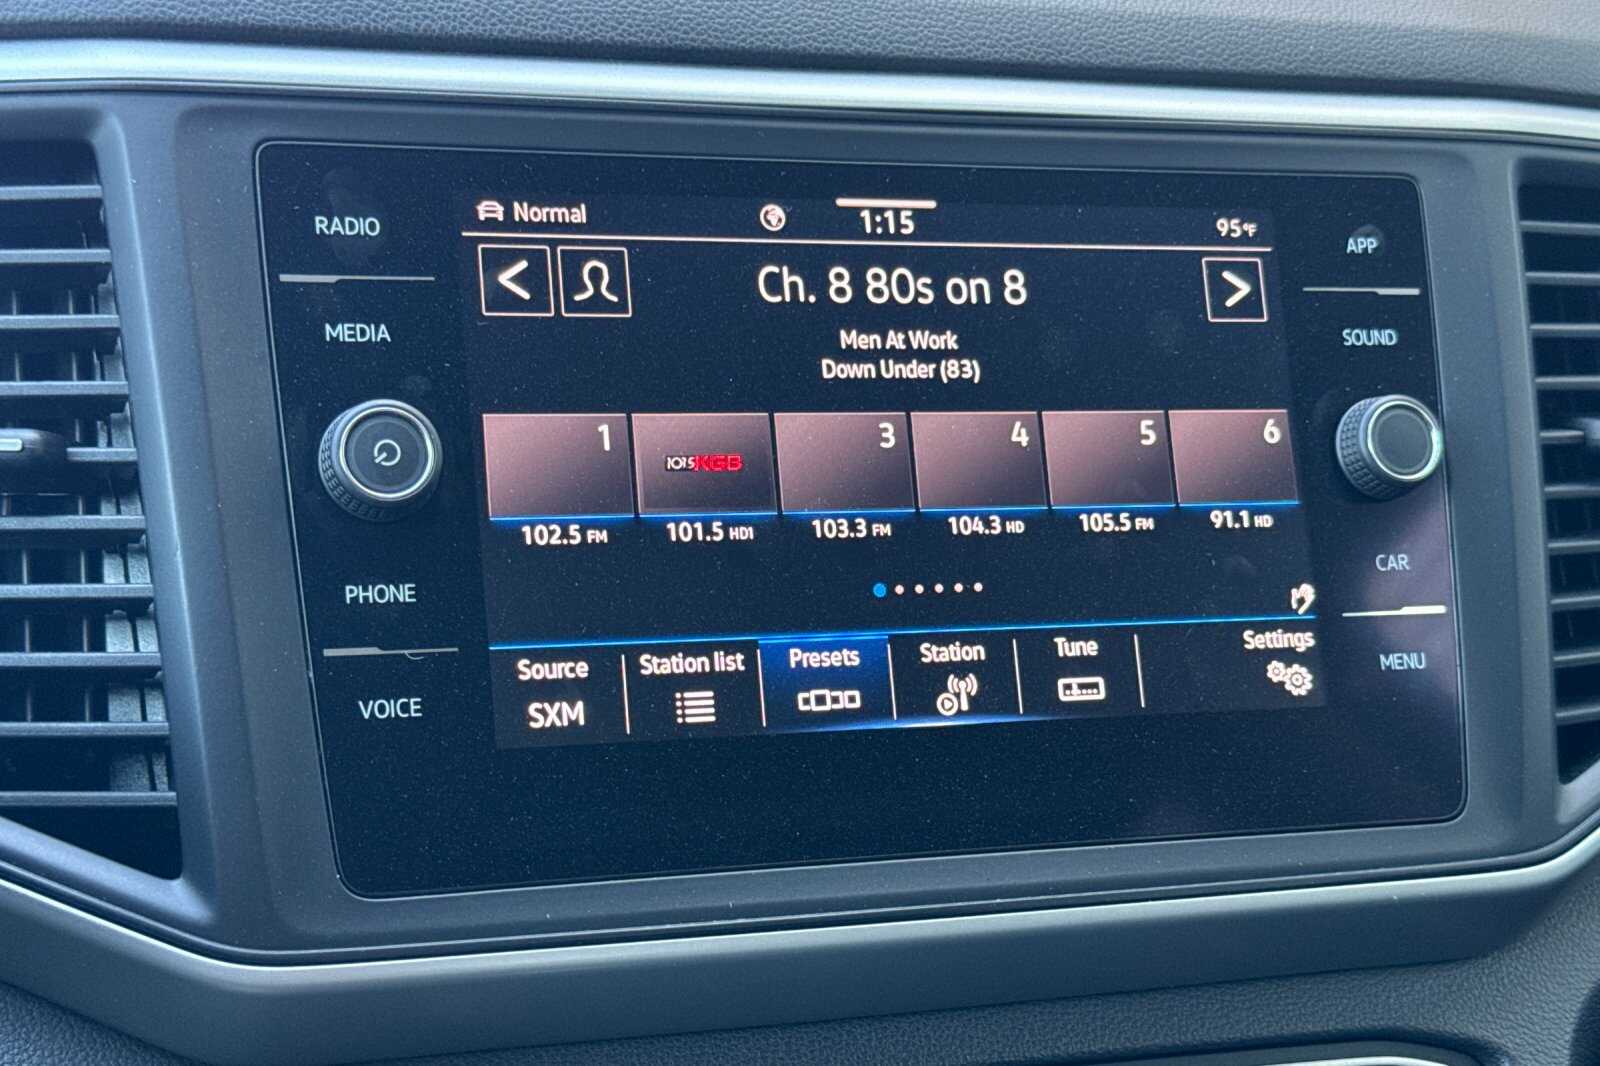 RADIO
MEDIA
PHONE
VOICE
Normal
1:15
95°F
Ch. 8 80s on 8
Men At Work
Down Under (83)
1
101.5 KGB
3
4
5
6
102.5 FM
101.5 HD1
103.3 FM
104.3 HD
105.5 FM
91.1 HD
Source
SXM
Station list
Presets
Station
Tune
Settings
APP
SOUND
CAR
MENU